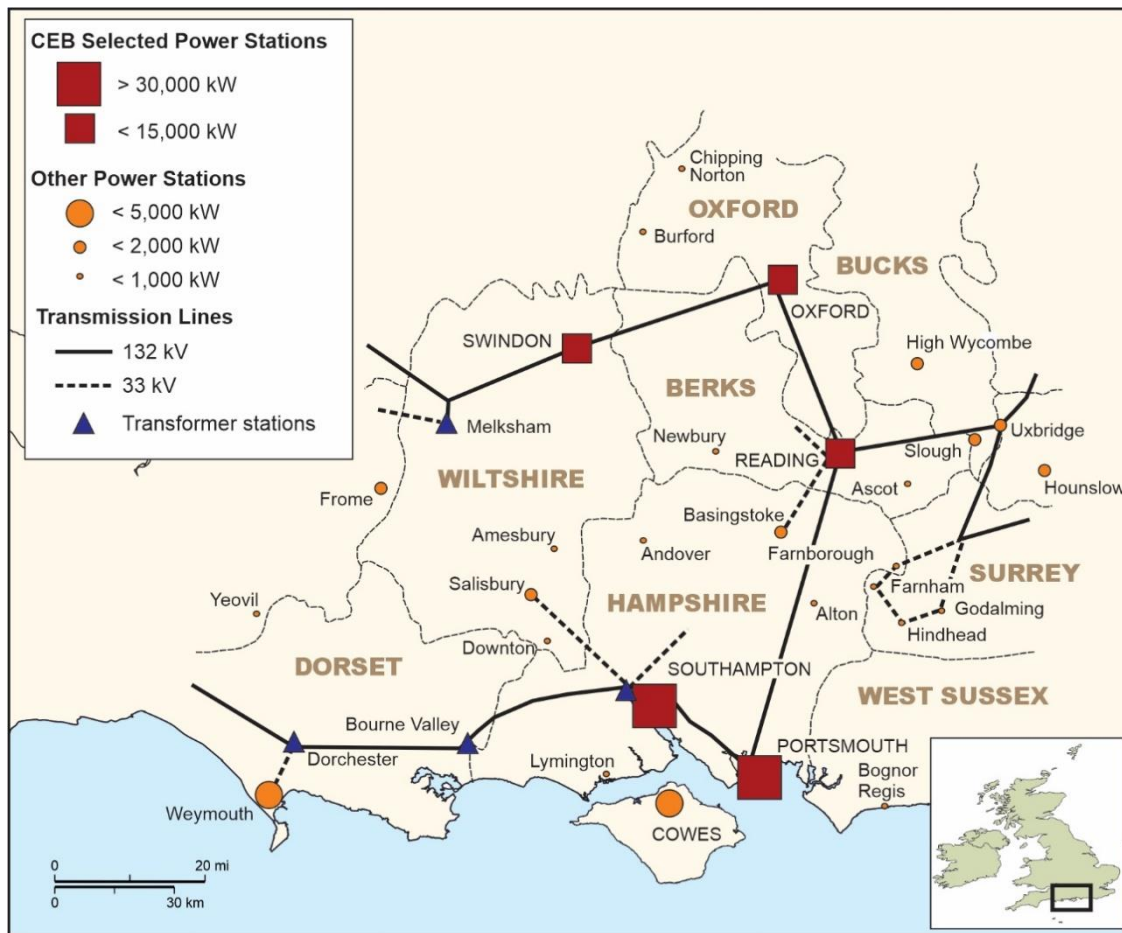 CEB Selected Power Stations
> 30,000 kW
< 15,000 kW
Other Power Stations
< 5,000 kW
< 2,000 kW
< 1,000 kW
Transmission Lines
132 kV
33 kV
Transformer stations
Chipping
Norton
OXFORD
Burford
BUCKS
OXFORD
SWINDON
High Wycombe
BERKS
Melksham
Newbury
READING
Slough
Uxbridge
WILTSHIRE
Ascot
Hounslow
Frome
Basingstoke
Amesbury
Andover
Farnborough
SURREY
Farnham
Salisbury
HAMPSHIRE
Yeovil
Alton
Godalming
Hindhead
Downton
DORSET
SOUTHAMPTON
WEST SUSSEX
Bourne Valley
PORTSMOUTH
Dorchester
Lymington
Bognor
Regis
Weymouth
COWES
0 20 mi
0 30 km